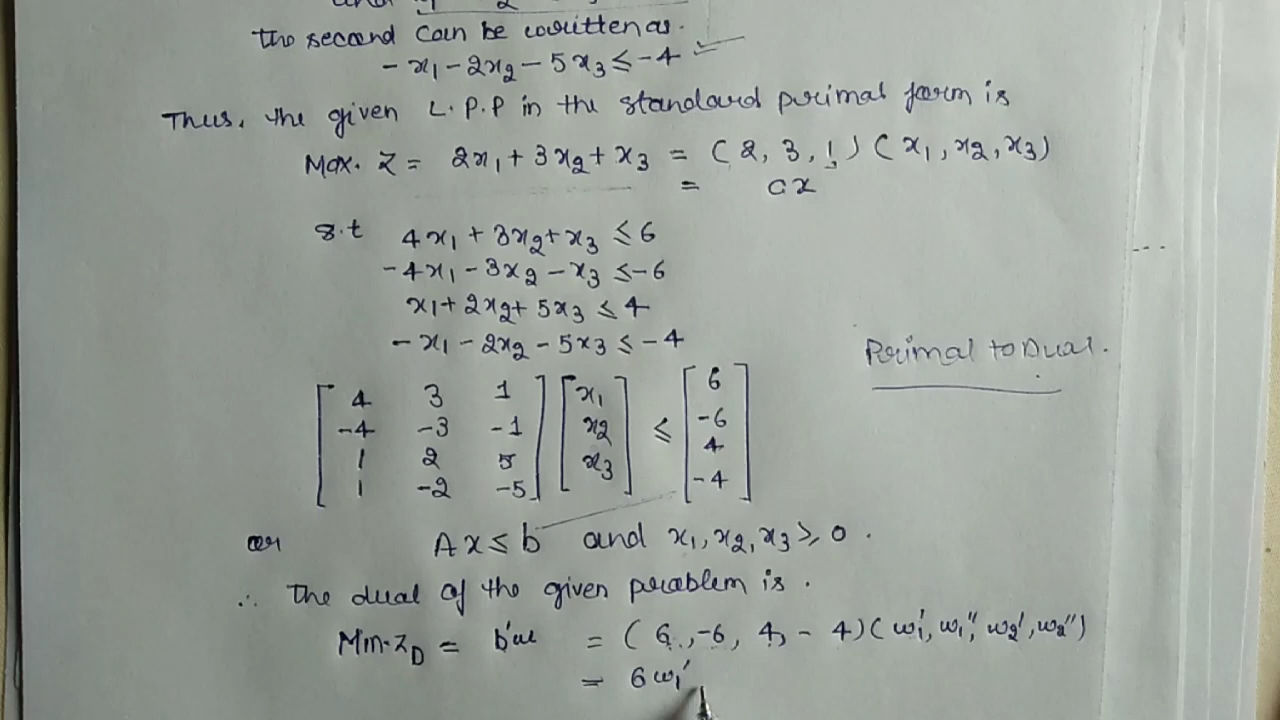 the second can be written as.
- x₁ - 2x₂ - 5x₃ ≤ -4
Thus, the given L.P.P in the standard primal form is
Max. Z = 2x₁ + 3x₂ + x₃ = (2, 3, 1) (x₁, x₂, x₃)
= cx
s.t 4x₁ + 3x₂ + x₃ ≤ 6
-4x₁ - 3x₂ - x₃ ≤ -6
x₁ + 2x₂ + 5x₃ ≤ 4
- x₁ - 2x₂ - 5x₃ ≤ -4
Primal to Dual.
[4 3 1] [x₁] [6]
[-4 -3 -1] [x₂] ≤ [-6]
[1 2 5] [x₃] [4]
[1 -2 -5] [-4]
or Ax ≤ b and x₁, x₂, x₃ ≥ 0.
∴ The dual of the given problem is.
Min. Z_D = b'w = (6, -6, 4, -4) (w₁', w₁'', w₂', w₂'')
= 6w₁'